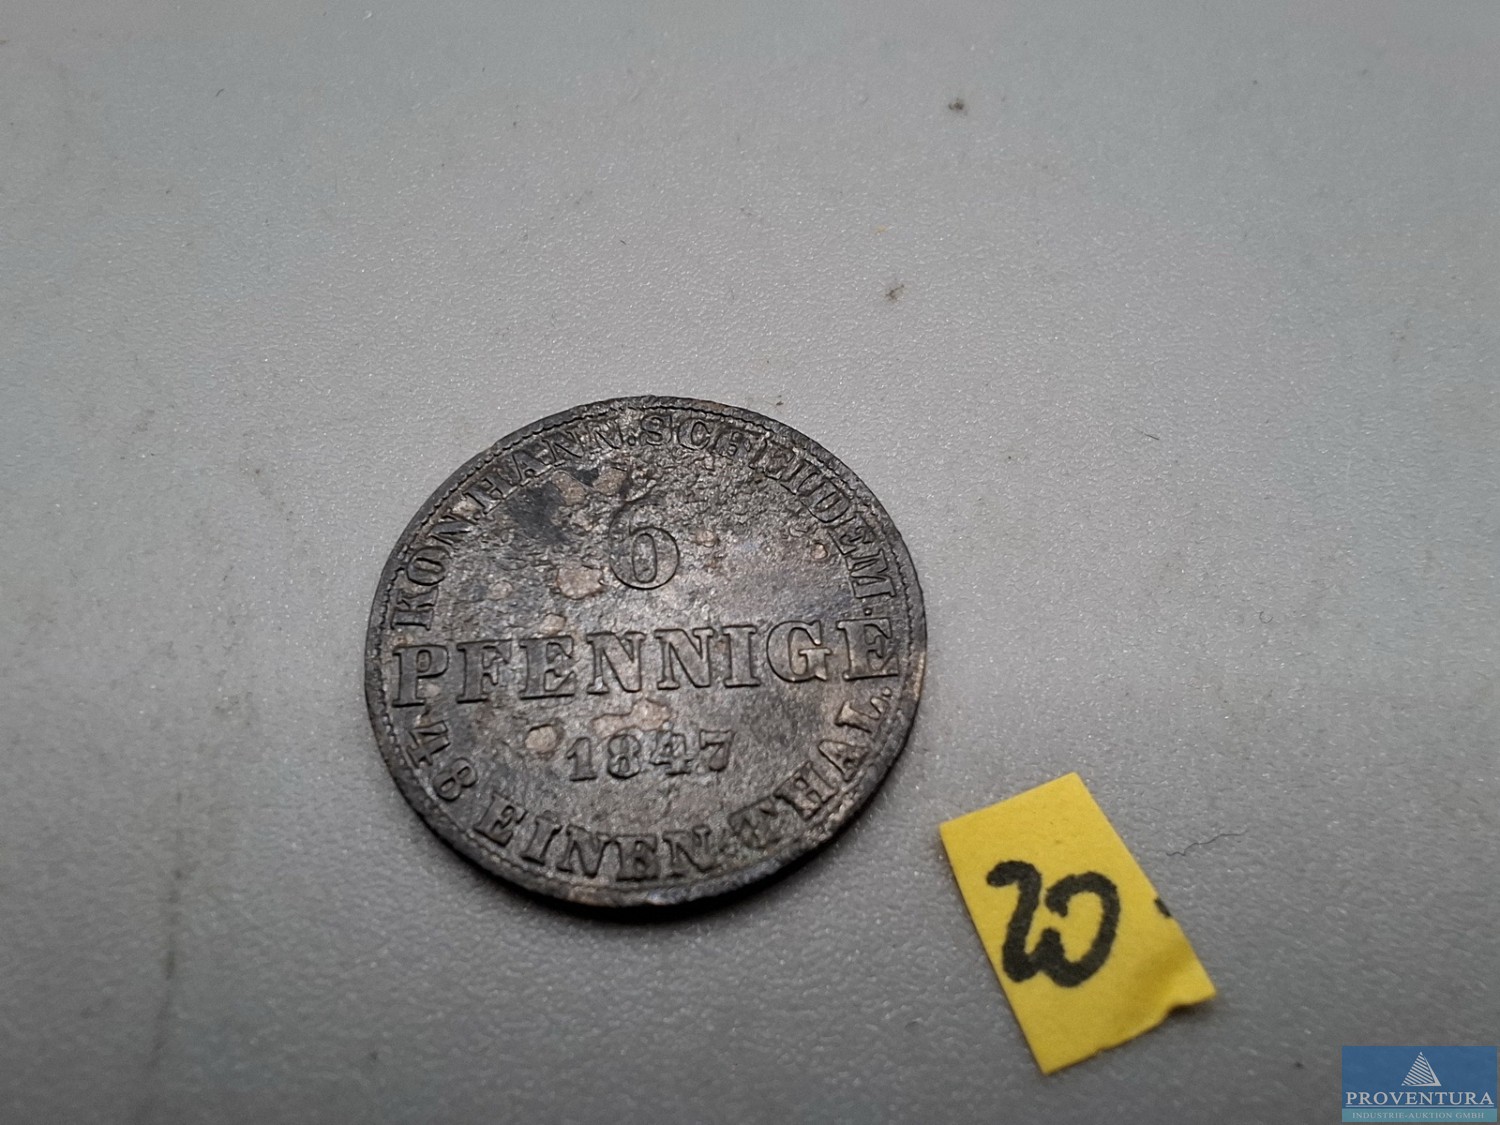 KÖN.HANN.SCHEIDEM.
6
PFENNIGE
1847
48 EINEN THAL.
20
PROVENTURA
INDUSTRIE-AUKTION GMBH